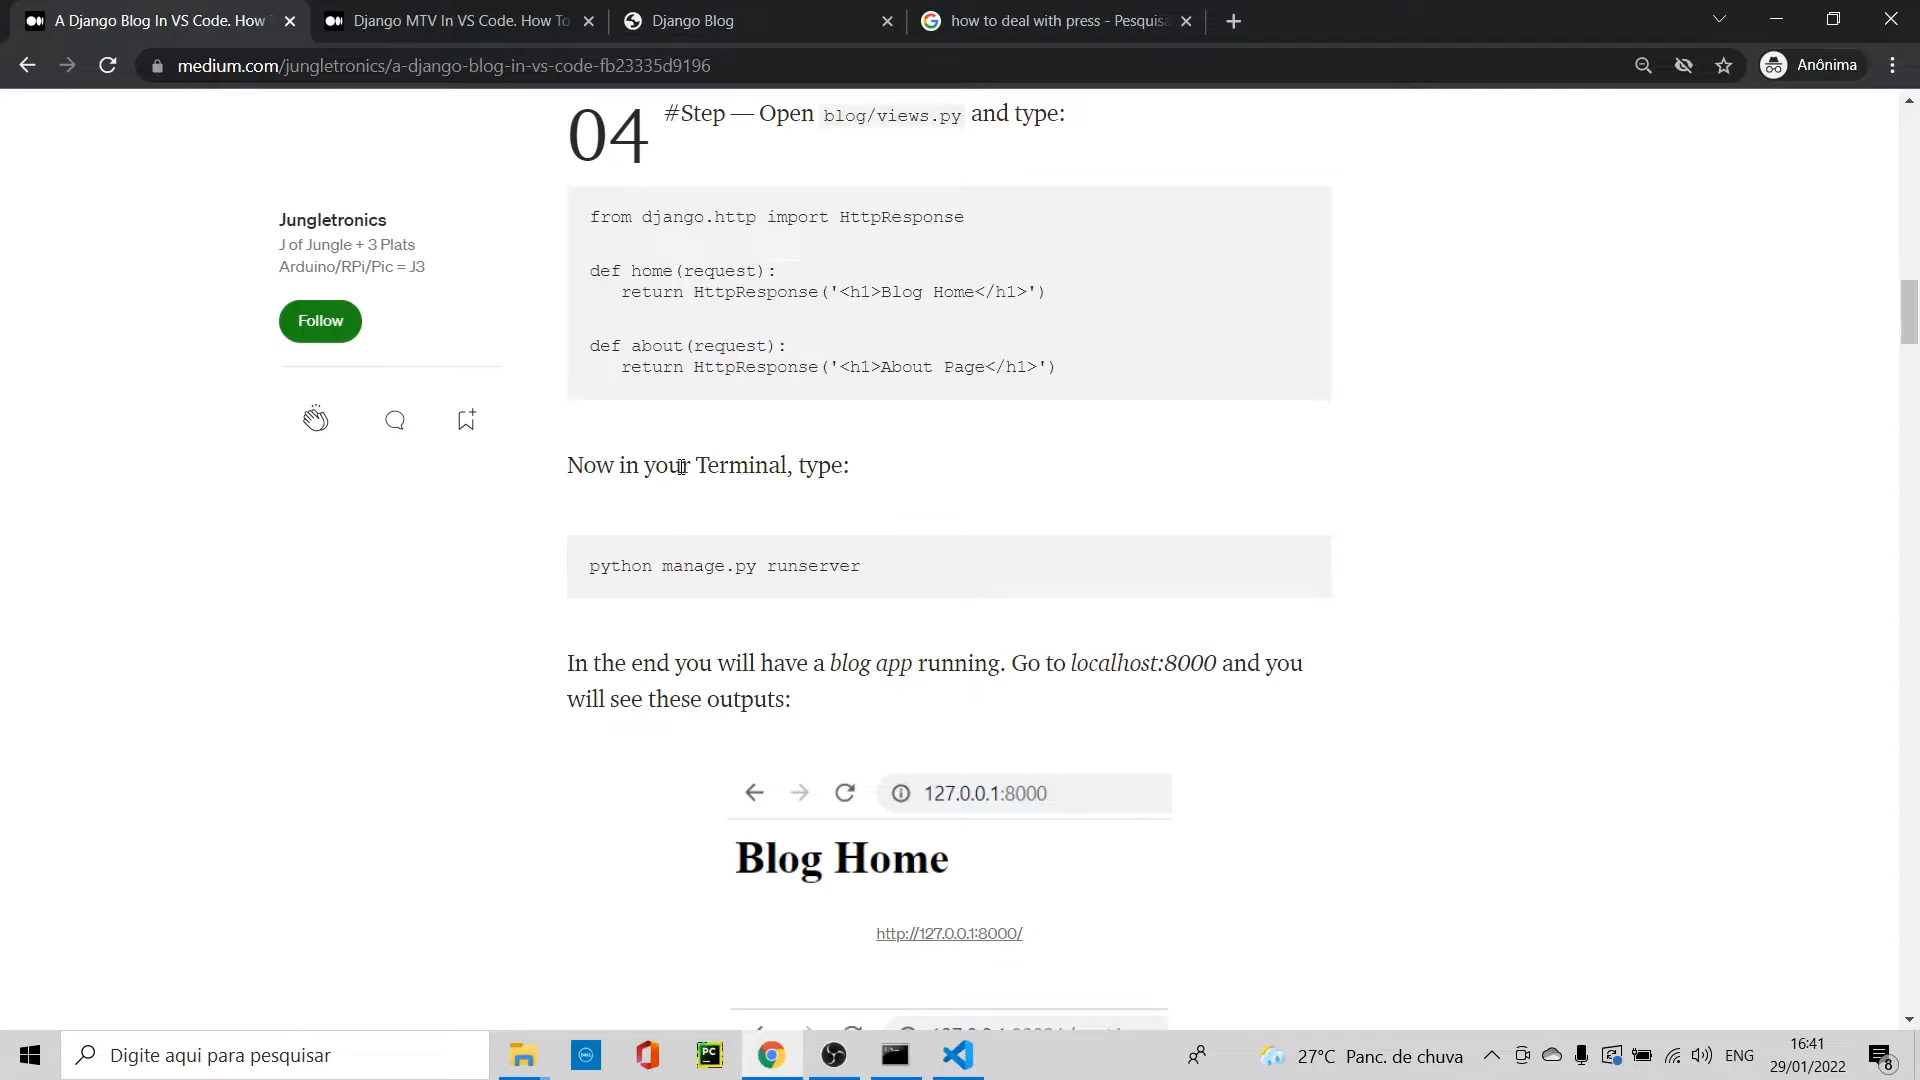 A Django Blog In VS Code. How
Django MTV In VS Code. How To
Django Blog
how to deal with press - Pesquis
medium.com/jungletronics/a-django-blog-in-vs-code-fb23335d9196
Anônima
04
#Step — Open blog/views.py and type:
from django.http import HttpResponse
def home(request):
return HttpResponse('<h1>Blog Home</h1>')
def about(request):
return HttpResponse('<h1>About Page</h1>')
Jungletronics
J of Jungle + 3 Plats
Arduino/RPi/Pic = J3
Follow
Now in your Terminal, type:
python manage.py runserver
In the end you will have a blog app running. Go to localhost:8000 and you
will see these outputs:
127.0.0.1:8000
Blog Home
http://127.0.0.1:8000/
Digite aqui para pesquisar
PC
27°C Panc. de chuva
ENG
16:41
29/01/2022
8